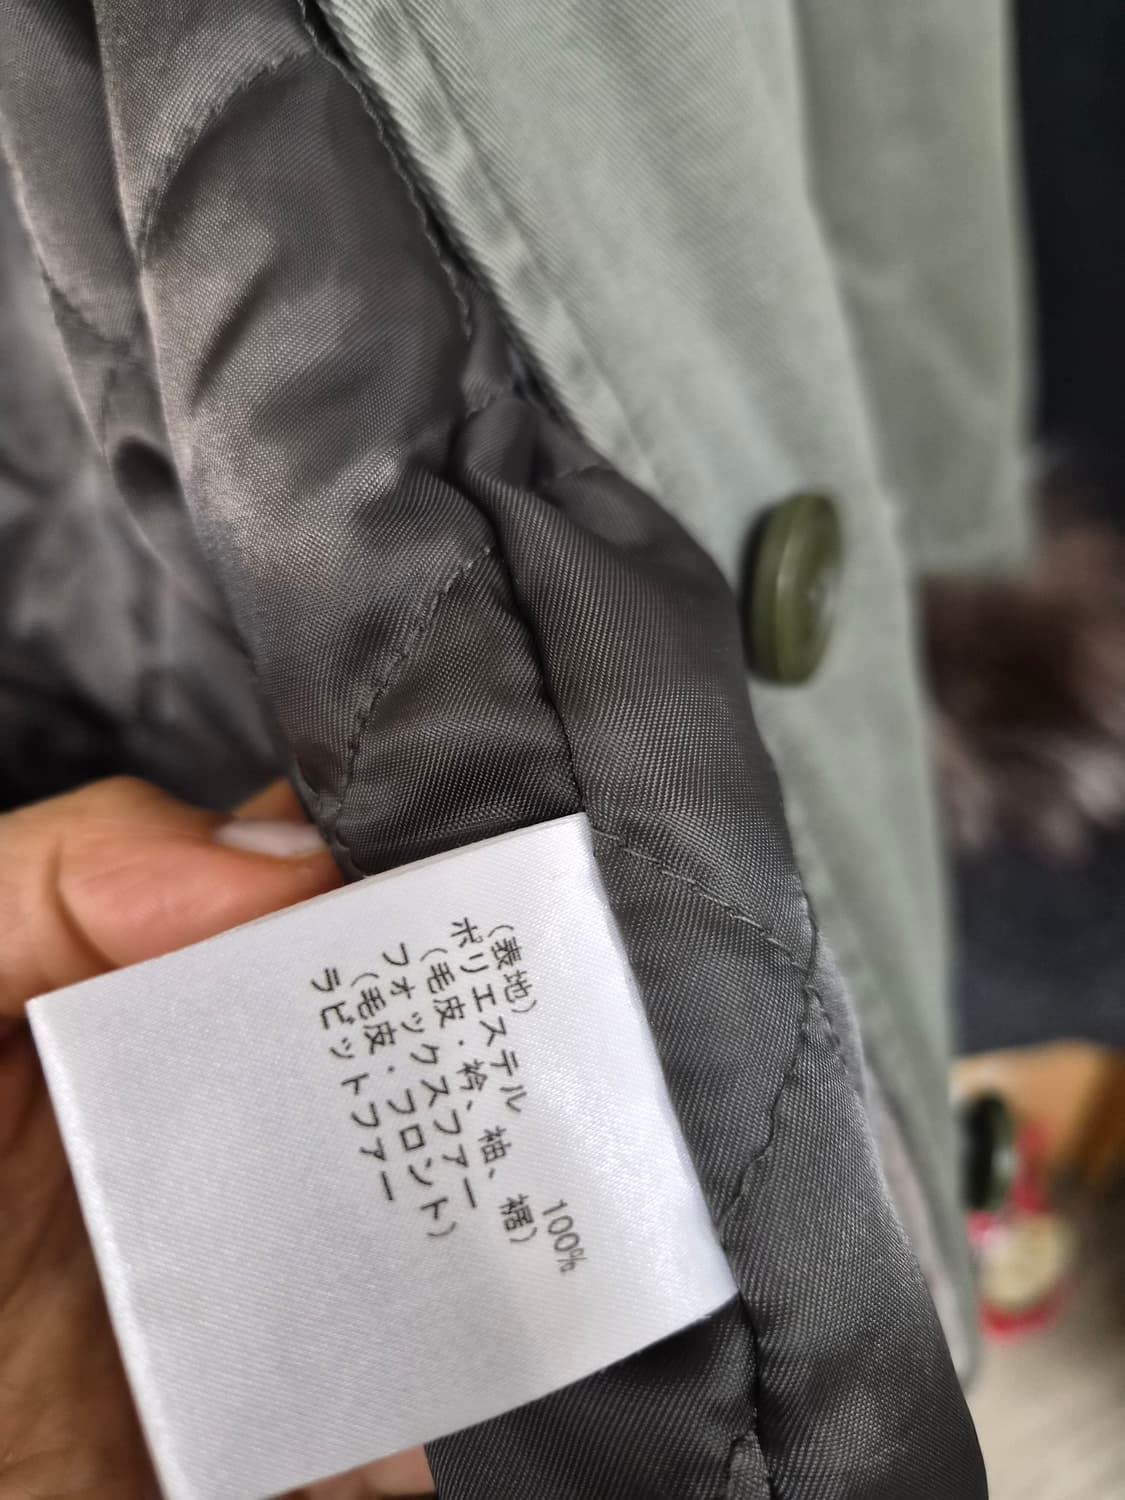 (表地)
ポリエステル 100%
(毛皮・衿、袖、裾)
フォックスファー
(毛皮・フロント)
ラビットファー